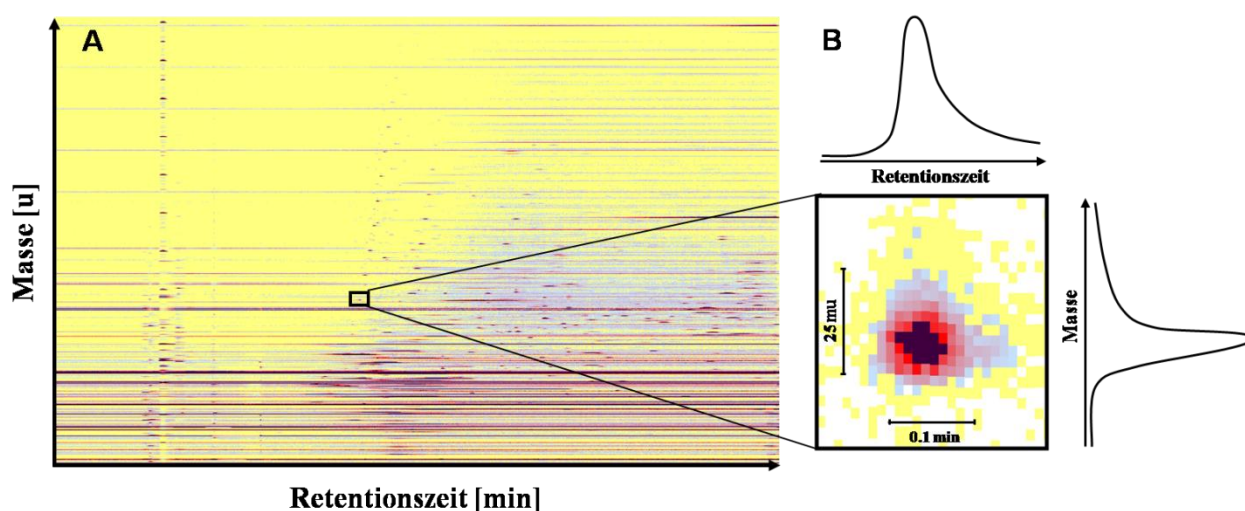 A
Masse [u]
Retentionszeit [min]
B
Retentionszeit
25 mu
0.1 min
Masse